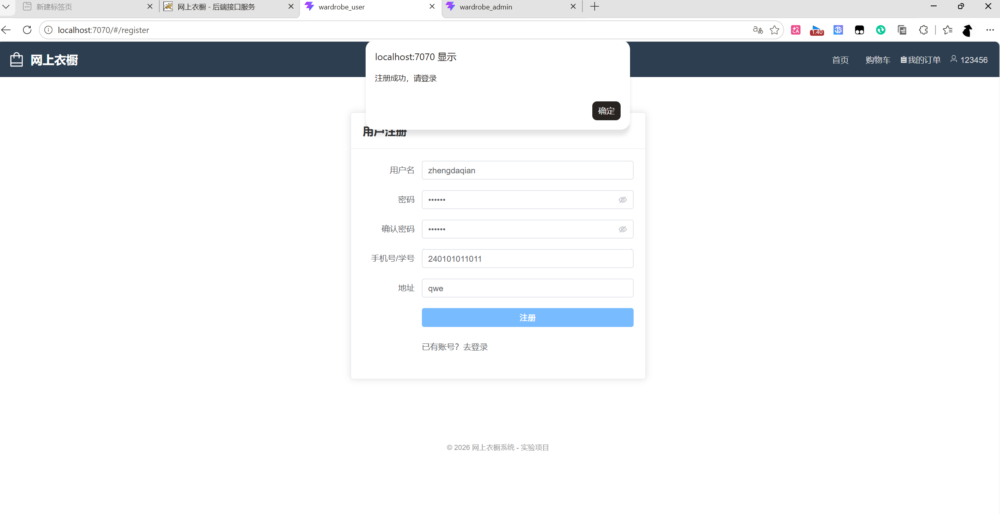 新建标签页
网上衣橱 - 后端接口服务
wardrobe_user
wardrobe_admin
localhost:7070/#/register
1.40
网上衣橱
首页
购物车
我的订单
123456
localhost:7070 显示
注册成功，请登录
确定
用户注册
用户名
zhengdaqian
密码
••••••
确认密码
••••••
手机号/学号
240101011011
地址
qwe
注册
已有账号？去登录
© 2026 网上衣橱系统 - 实验项目